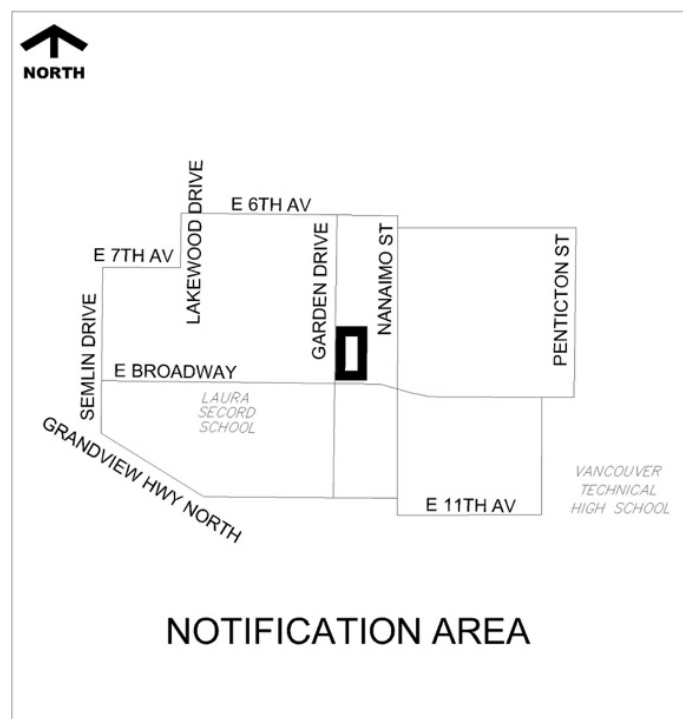 NORTH
LAKEWOOD DRIVE
E 6TH AV
E 7TH AV
GARDEN DRIVE
NANAIMO ST
PENTICTON ST
SEMLIN DRIVE
E BROADWAY
LAURA
SECORD
SCHOOL
GRANDVIEW HWY NORTH
VANCOUVER
TECHNICAL
HIGH SCHOOL
E 11TH AV
NOTIFICATION AREA